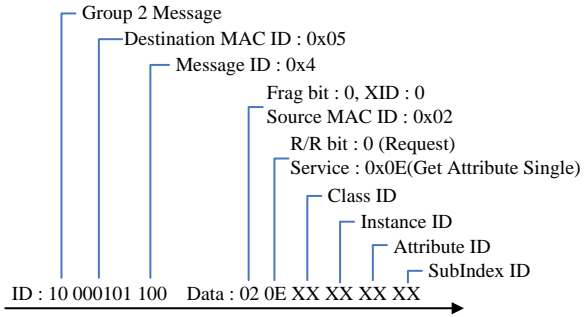 Group 2 Message
Destination MAC ID : 0x05
Message ID : 0x4
Frag bit : 0, XID : 0
Source MAC ID : 0x02
R/R bit : 0 (Request)
Service : 0x0E(Get Attribute Single)
Class ID
Instance ID
Attribute ID
SubIndex ID
ID : 10 000101 100 Data : 02 0E XX XX XX XX